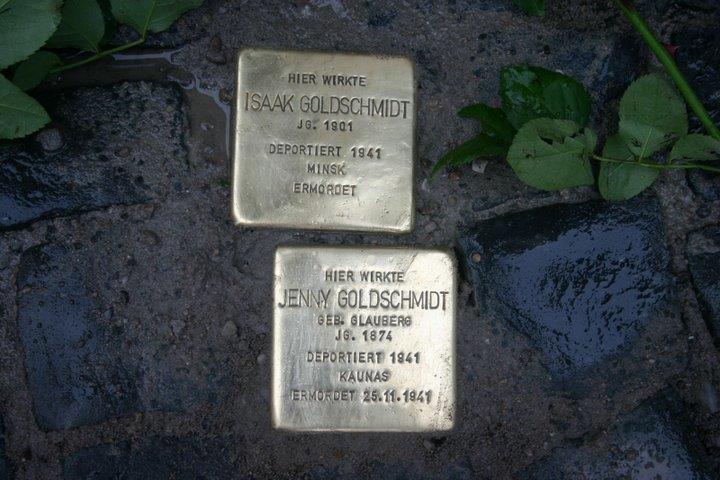 HIER WIRKTE
ISAAK GOLDSCHMIDT
JG. 1901
DEPORTIERT 1941
MINSK
ERMORDET
HIER WIRKTE
JENNY GOLDSCHMIDT
GEB. GLAUBERG
JG. 1874
DEPORTIERT 1941
KAUNAS
ERMORDET 25.11.1941